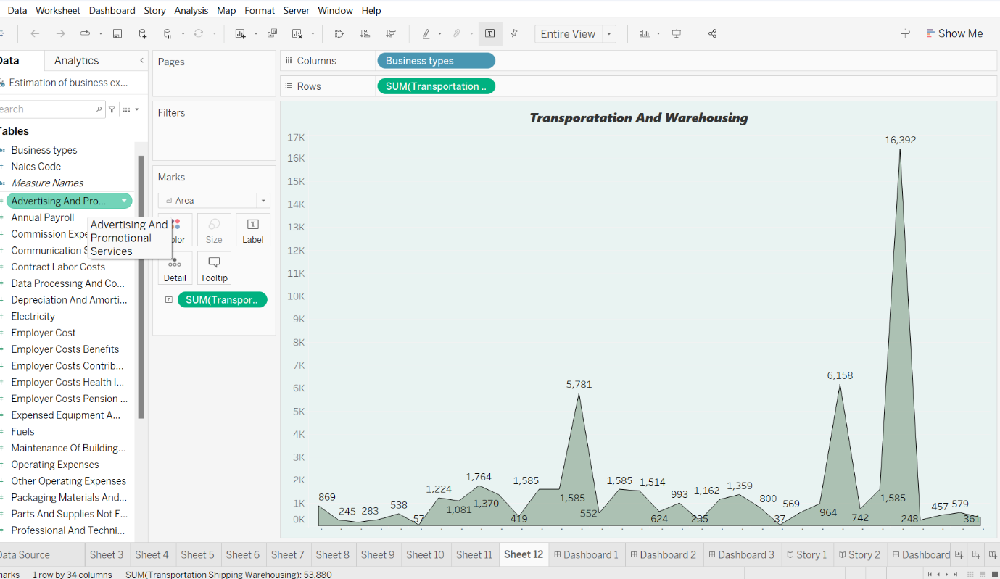 Data Worksheet Dashboard Story Analysis Map Format Server Window Help
Entire View
Show Me
Data
Analytics
Estimation of business ex...
earch
Tables
Business types
Naics Code
Measure Names
Advertising And Pro...
Annual Payroll
Commission Expe
Communication S
Contract Labor Costs
Data Processing And Co...
Depreciation And Amorti...
Electricity
Employer Cost
Employer Costs Benefits
Employer Costs Contrib...
Employer Costs Health I...
Employer Costs Pension ...
Expensed Equipment A...
Fuels
Maintenance Of Building...
Operating Expenses
Other Operating Expenses
Packaging Materials And...
Parts And Supplies Not F...
Professional And Techni...
Advertising And
Promotional
Services
Pages
Filters
Marks
Area
olor
Size
Label
Detail
Tooltip
SUM(Transpor..
Columns
Business types
Rows
SUM(Transportation ..
Transporatation And Warehousing
17K
16K
15K
14K
13K
12K
11K
10K
9K
8K
7K
6K
5K
4K
3K
2K
1K
0K
869
245
283
538
57
1,224
1,081
1,764
1,370
419
1,585
1,585
5,781
552
1,585
1,514
624
993
235
1,162
1,359
800
37
569
964
6,158
742
1,585
16,392
248
457
579
361
Data Source
Sheet 3
Sheet 4
Sheet 5
Sheet 6
Sheet 7
Sheet 8
Sheet 9
Sheet 10
Sheet 11
Sheet 12
Dashboard 1
Dashboard 2
Dashboard 3
Story 1
Story 2
Dashboard
marks
1 row by 34 columns
SUM(Transportation Shipping Warehousing): 53,880